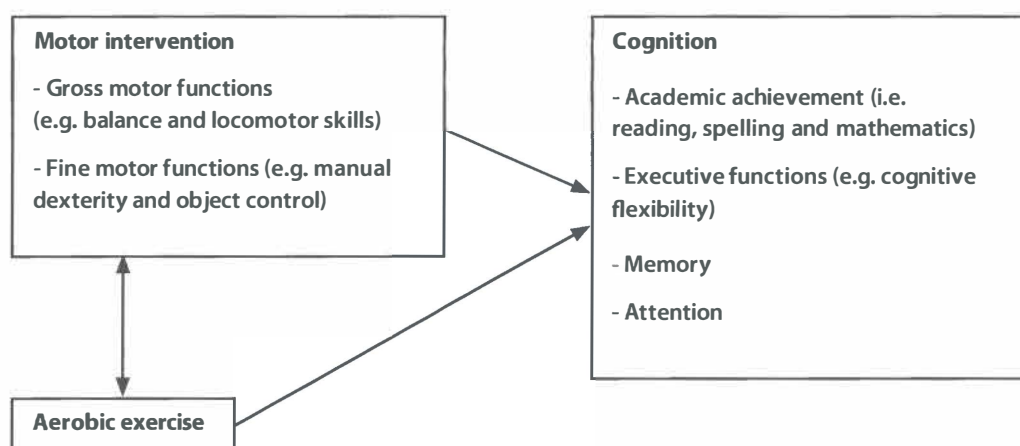 Motor intervention
- Gross motor functions
(e.g. balance and locomotor skills)
- Fine motor functions (e.g. manual
dexterity and object control)
Aerobic exercise
Cognition
- Academic achievement (i.e.
reading, spelling and mathematics)
- Executive functions (e.g. cognitive
flexibility)
- Memory
- Attention